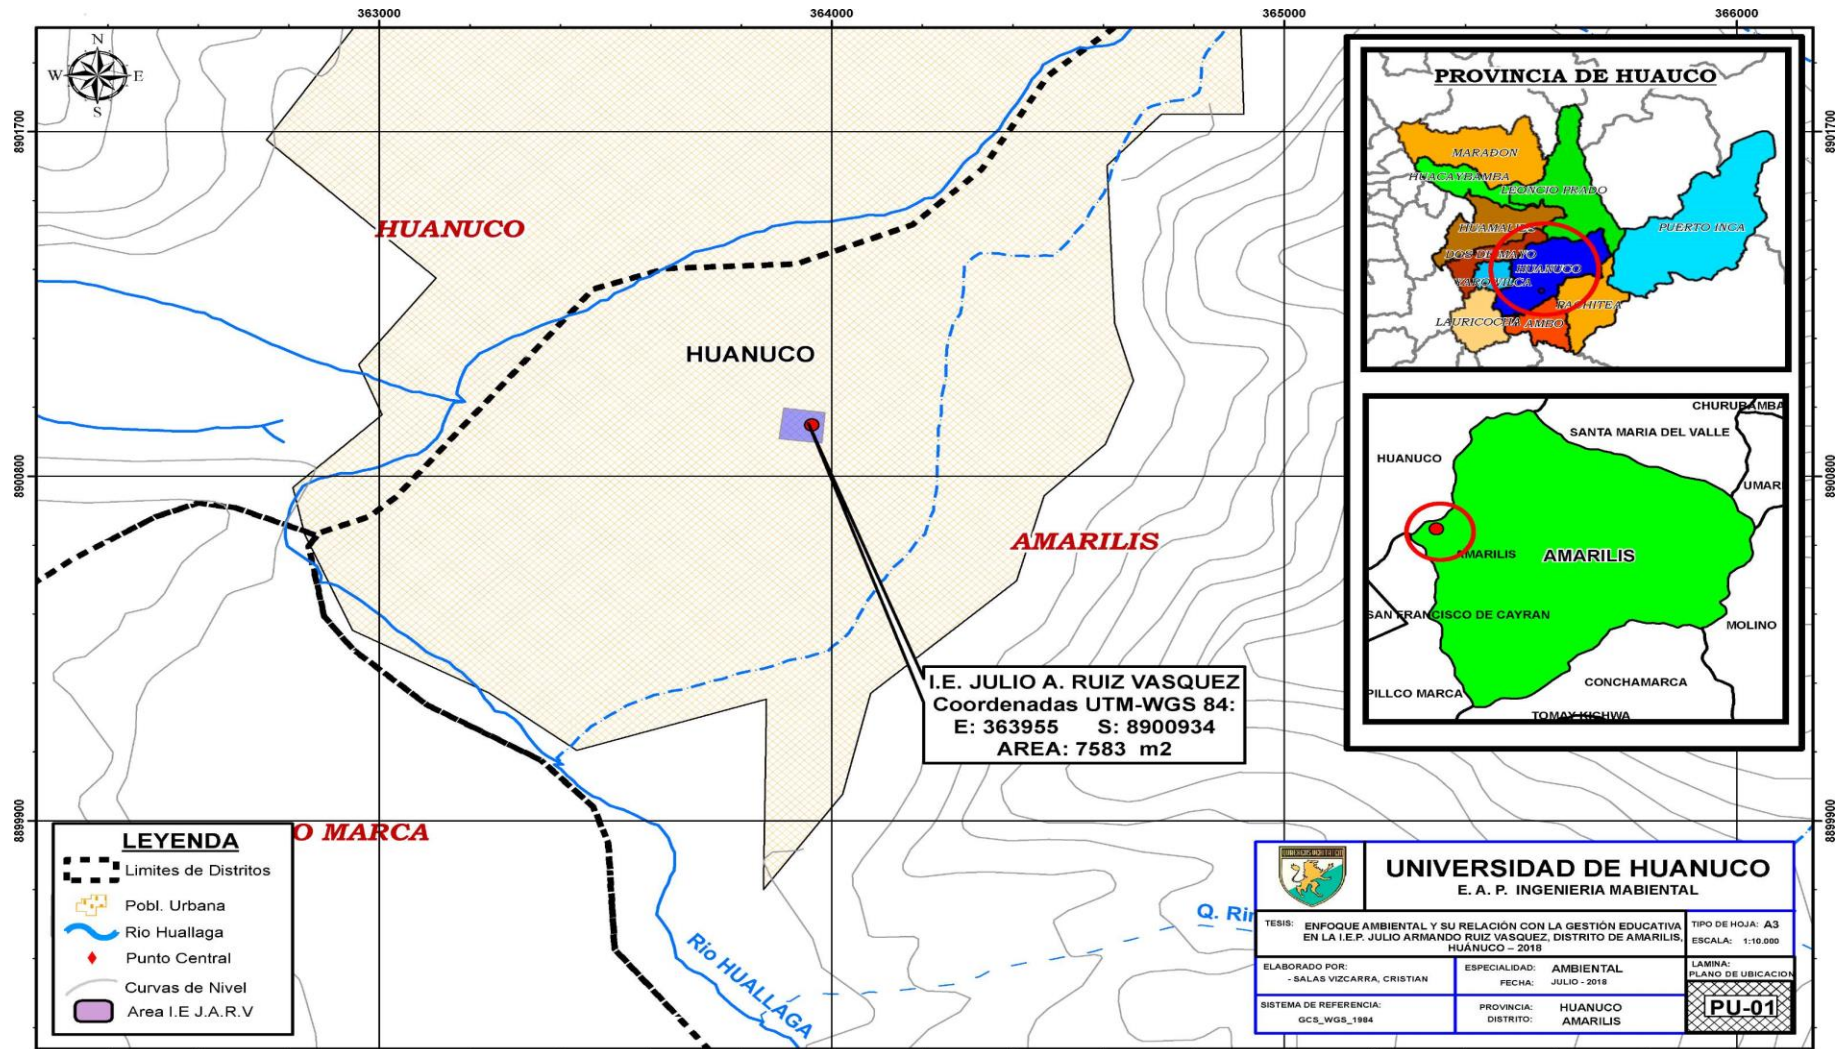 363000
364000
365000
366000
N
W
E
S
8901700
8901700
8900800
8900800
8899900
8899900
HUANUCO
HUANUCO
AMARILIS
O MARCA
I.E. JULIO A. RUIZ VASQUEZ
Coordenadas UTM-WGS 84:
E: 363955 S: 8900934
AREA: 7583 m2
Rio HUALLAGA
Q. Rin
PROVINCIA DE HUAUCO
MARAÐON
HUACAYBAMBA
LEONCIO PRADO
HUAMALIES
PUERTO INCA
DOS DE MAYO
HUANUCO
YAROWILCA
PACHITEA
LAURICOCHA
AMBO
CHURUBAMBA
SANTA MARIA DEL VALLE
HUANUCO
UMARI
AMARILIS
AMARILIS
SAN FRANCISCO DE CAYRAN
MOLINO
CONCHAMARCA
PILLCO MARCA
TOMAY KICHWA
LEYENDA
Limites de Distritos
Pobl. Urbana
Rio Huallaga
Punto Central
Curvas de Nivel
Area I.E J.A.R.V
UNIVERSIDAD DE HUANUCO
E. A. P. INGENIERIA MABIENTAL
TESIS: ENFOQUE AMBIENTAL Y SU RELACIÓN CON LA GESTIÓN EDUCATIVA
EN LA I.E.P. JULIO ARMANDO RUIZ VASQUEZ, DISTRITO DE AMARILIS,
HUÁNUCO – 2018
TIPO DE HOJA: A3
ESCALA: 1:10.000
ELABORADO POR:
- SALAS VIZCARRA, CRISTIAN
ESPECIALIDAD: AMBIENTAL
FECHA: JULIO - 2018
LAMINA:
PLANO DE UBICACION
SISTEMA DE REFERENCIA:
GCS_WGS_1984
PROVINCIA: HUANUCO
DISTRITO: AMARILIS
PU-01